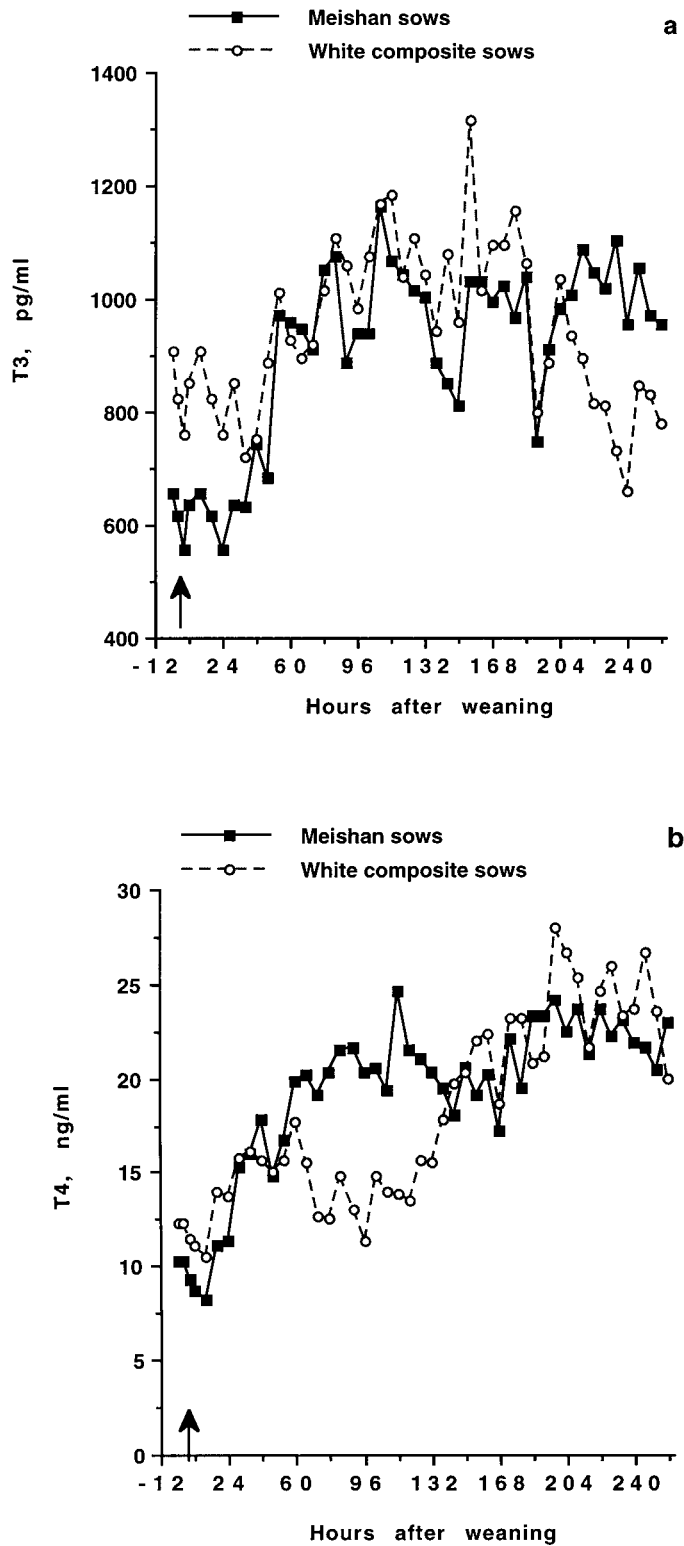 Meishan sows
a
White composite sows
1400
1200
1000
800
600
400
T3, pg/ml
-12 24 60 96 132 168 204 240
Hours after weaning
Meishan sows
b
White composite sows
30
25
20
15
10
5
0
T4, ng/ml
-12 24 60 96 132 168 204 240
Hours after weaning